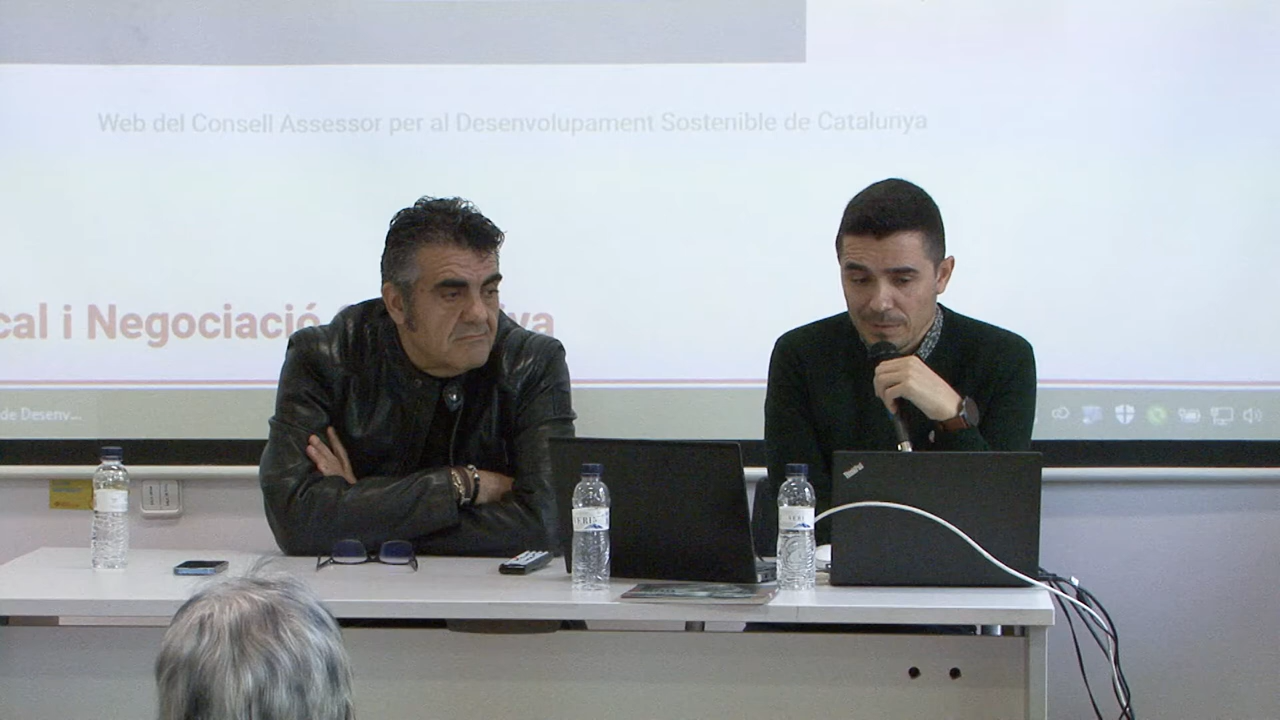 Web del Consell Assessor per al Desenvolupament Sostenible de Catalunya
cal i Negociació
de Desenv...
ThinkPad